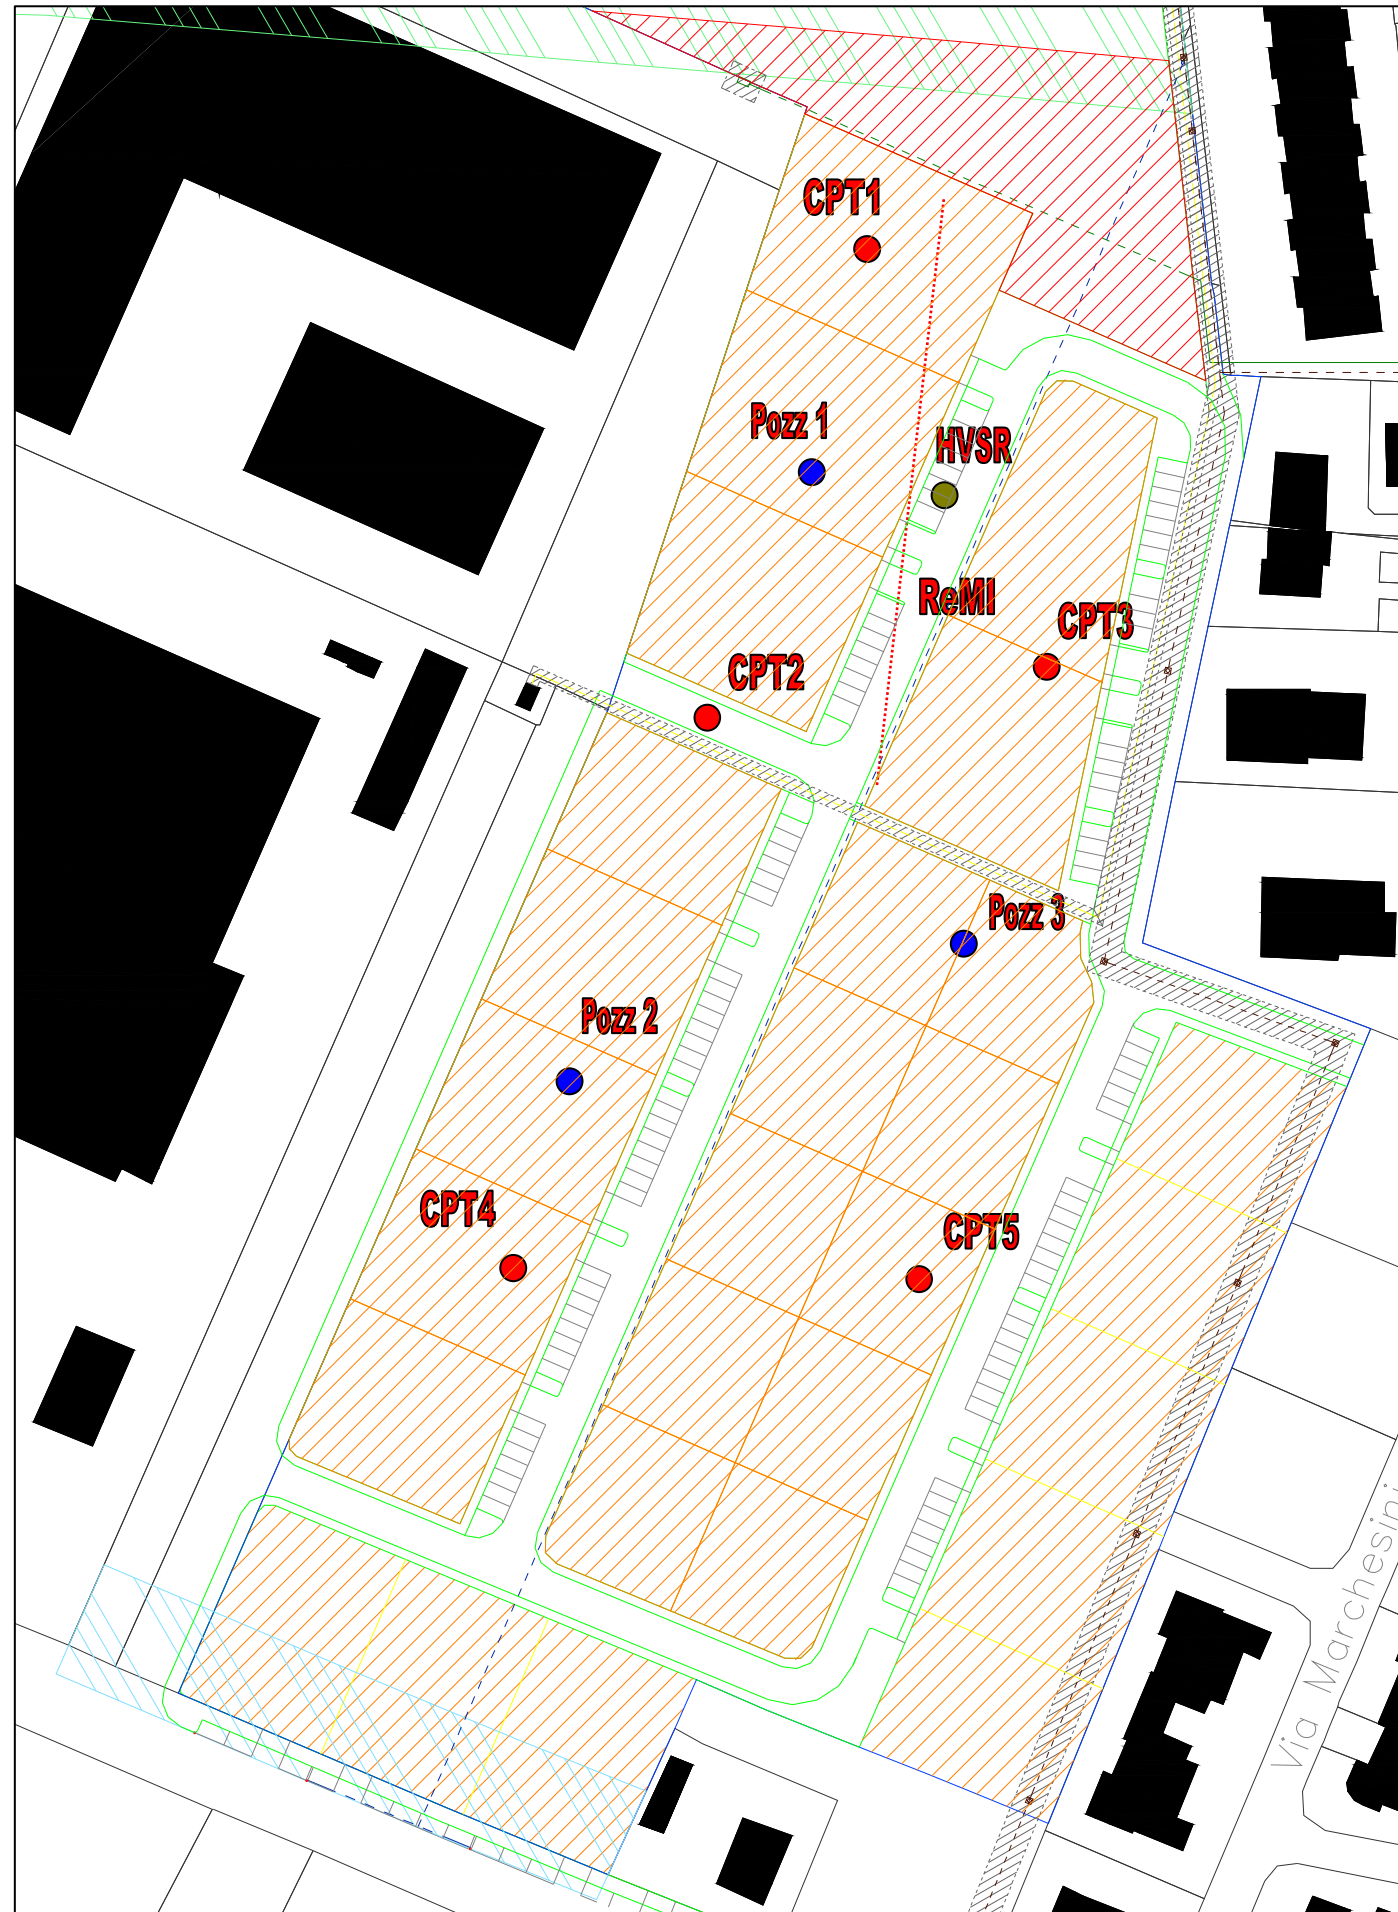 CPT1
Pozz 1
HVSR
ReMI
CPT3
CPT2
Pozz 3
Pozz 2
CPT4
CPT5
Via Marchesini